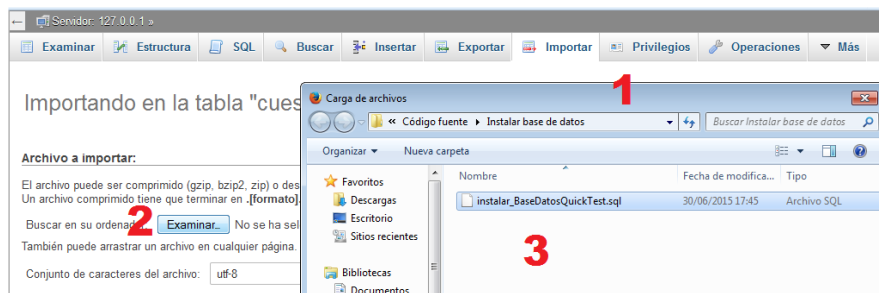 Servidor: 127.0.0.1 »
Examinar Estructura SQL Buscar Insertar Exportar Importar Privilegios Operaciones Más
1
Importando en la tabla "cues
Carga de archivos
« Código fuente Instalar base de datos Buscar Instalar base de datos
Organizar Nueva carpeta
Archivo a importar:
Nombre Fecha de modifica... Tipo
El archivo puede ser comprimido (gzip, bzip2, zip) o des
Un archivo comprimido tiene que terminar en .[formato].
Favoritos
Descargas
Escritorio
Sitios recientes
Bibliotecas
Documentos
instalar_BaseDatosQuickTest.sql 30/06/2015 17:45 Archivo SQL
2
Buscar en su Examinar... No se ha sel
3
También puede arrastrar un archivo en cualquier página.
Conjunto de caracteres del archivo: utf-8